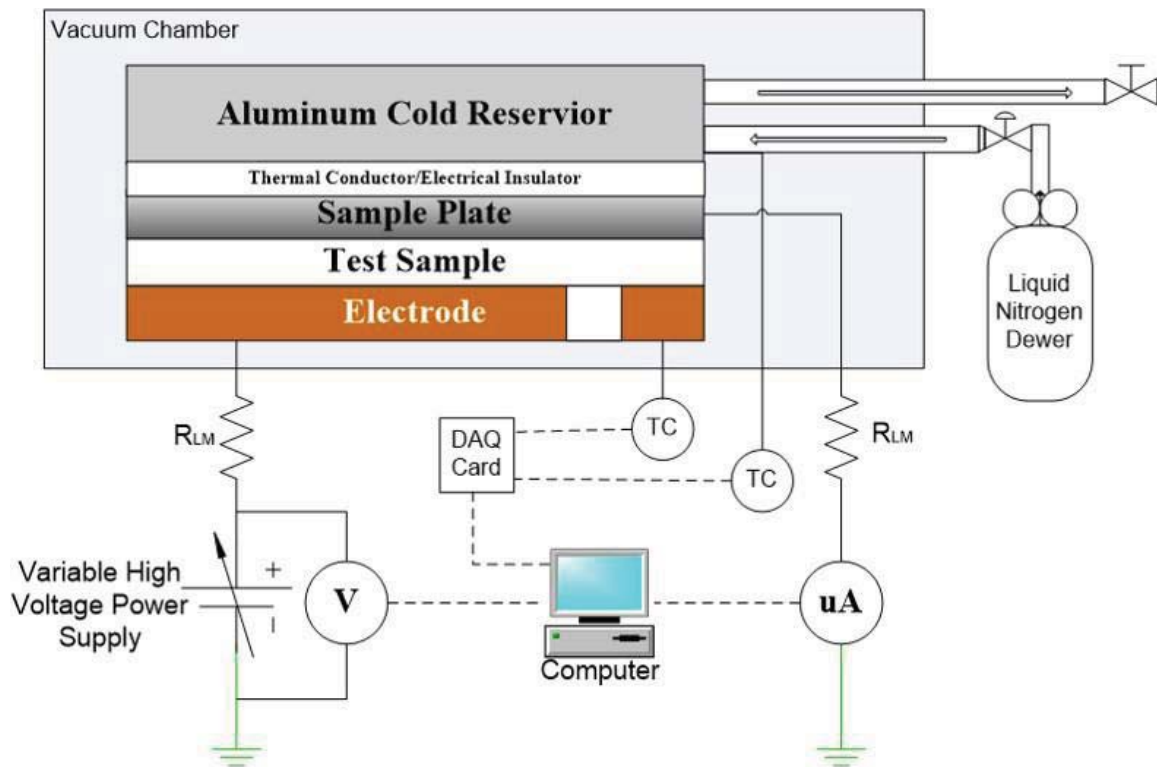 Vacuum Chamber
Aluminum Cold Reservior
Thermal Conductor/Electrical Insulator
Sample Plate
Test Sample
Electrode
Liquid
Nitrogen
Dewer
RLM
DAQ
Card
TC
TC
RLM
Variable High
Voltage Power
Supply
+
V
uA
Computer